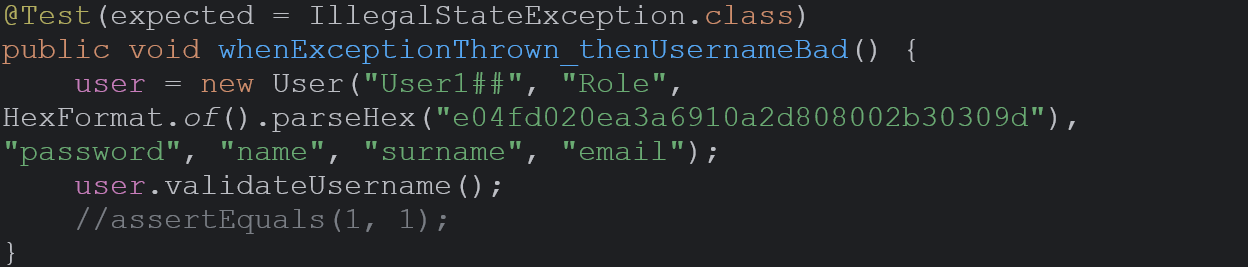 @Test(expected = IllegalStateException.class)
public void whenExceptionThrown_thenUsernameBad() {
    user = new User("User1##", "Role",
HexFormat.of().parseHex("e04fd020ea3a6910a2d808002b30309d"),
"password", "name", "surname", "email");
    user.validateUsername();
    //assertEquals(1, 1);
}